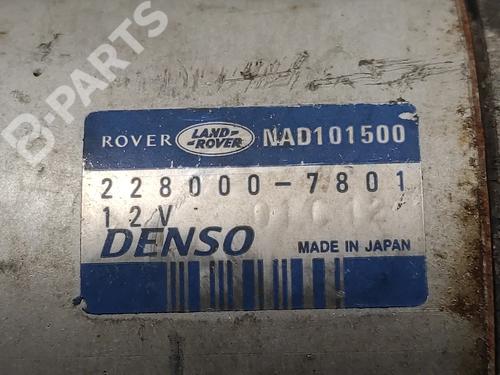 B-PARTS
ROVER LAND-ROVER NAD101500
228000-7801
12V
DENSO MADE IN JAPAN